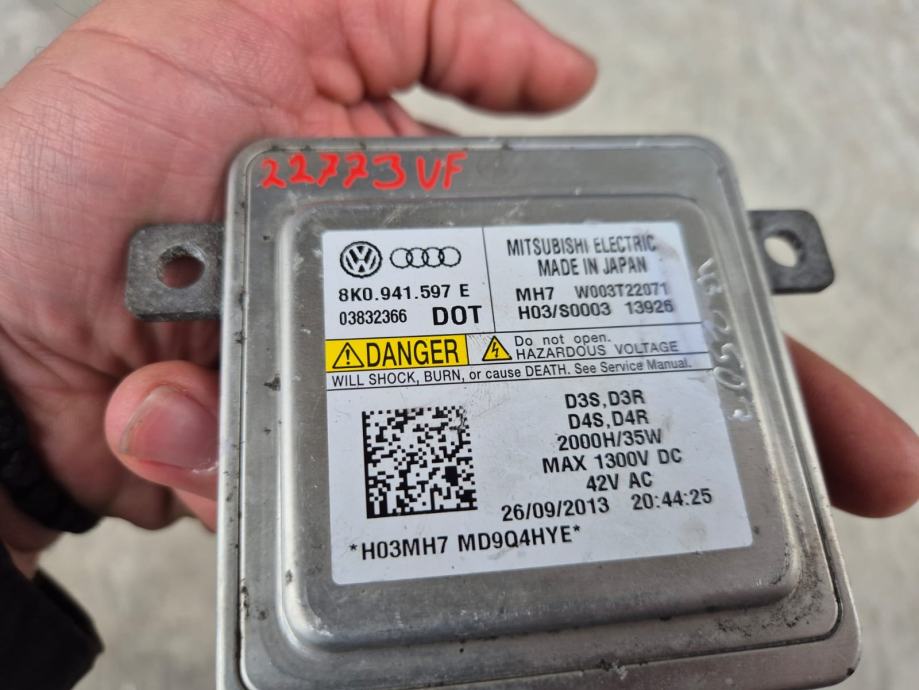 22773VF
8K0.941.597 E
03832366 DOT
MITSUBISHI ELECTRIC
MADE IN JAPAN
MH7 W003T22071
H03/S0003 13926
DANGER
Do not open.
HAZARDOUS VOLTAGE
WILL SHOCK, BURN, or cause DEATH. See Service Manual.
D3S,D3R
D4S,D4R
2000H/35W
MAX 1300V DC
42V AC
26/09/2013 20:44:25
*H03MH7 MD9Q4HYE*